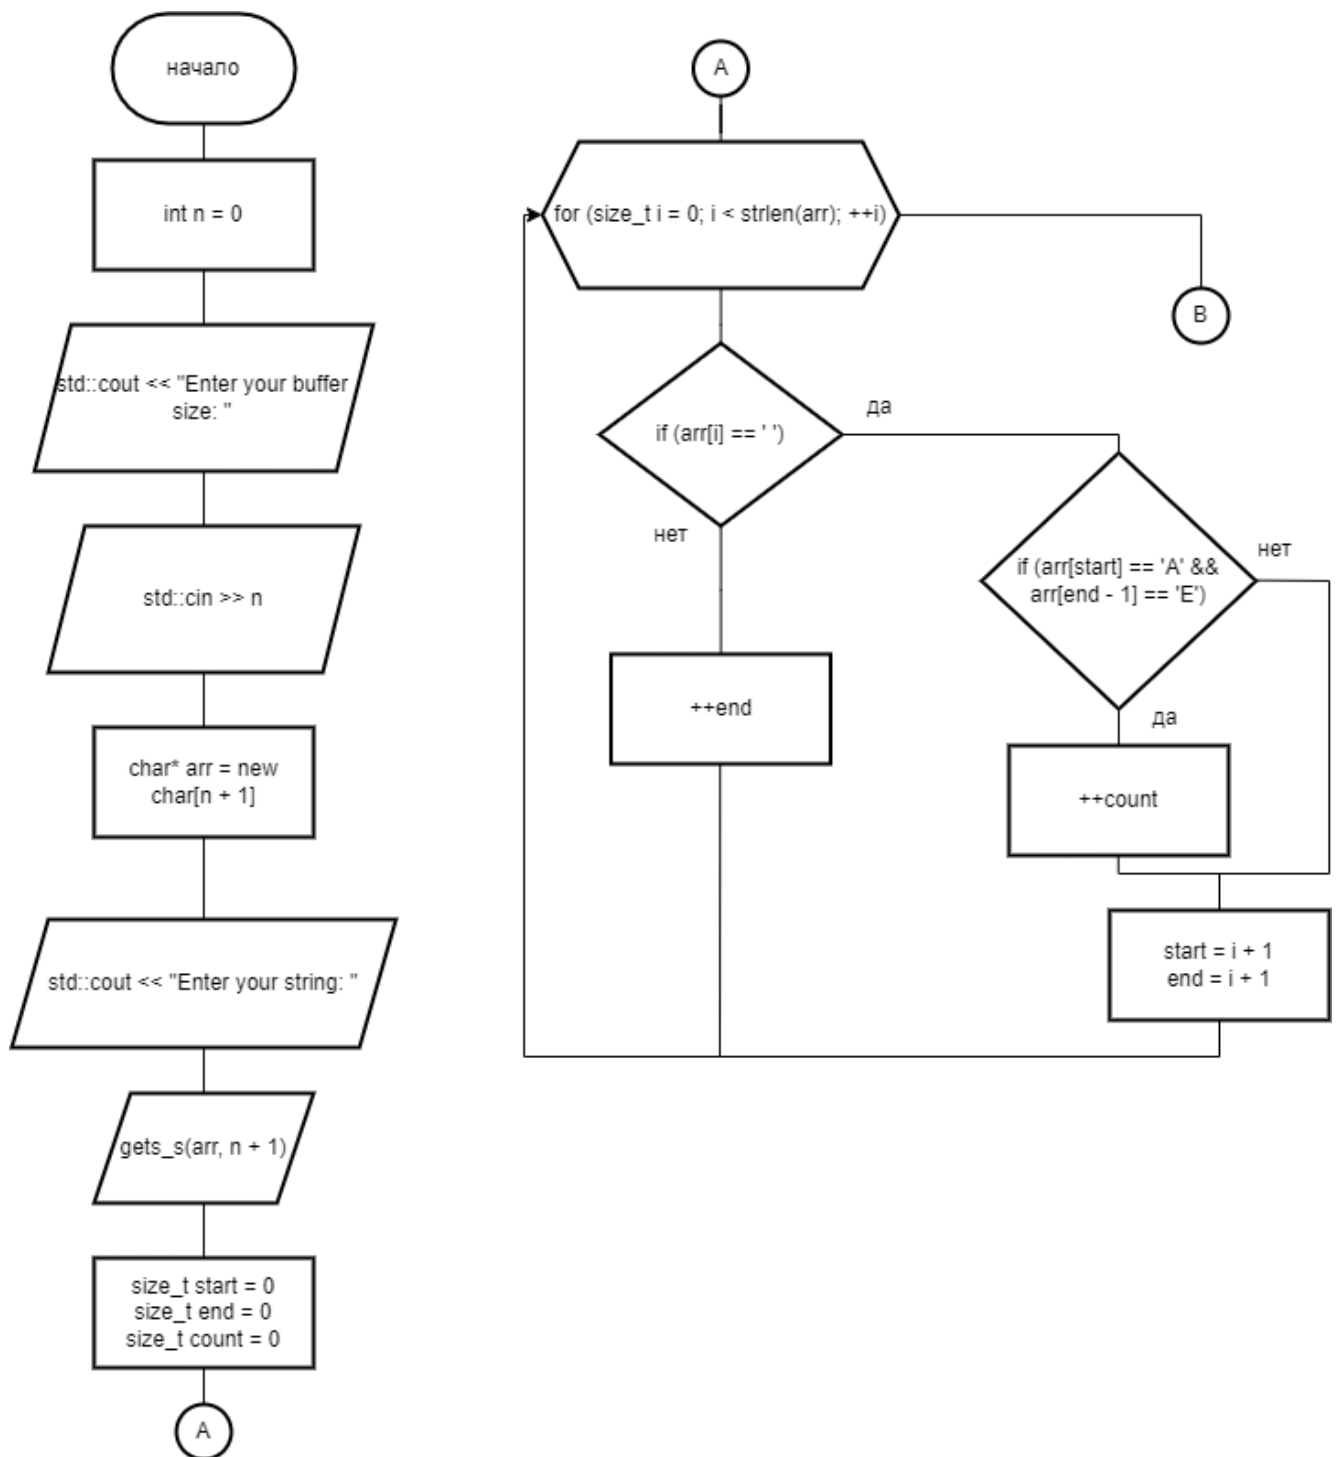 начало
int n = 0
std::cout << "Enter your buffer
size: "
std::cin >> n
char* arr = new
char[n + 1]
std::cout << "Enter your string: "
gets_s(arr, n + 1)
size_t start = 0
size_t end = 0
size_t count = 0
A
A
for (size_t i = 0; i < strlen(arr); ++i)
B
if (arr[i] == ' ')
да
нет
if (arr[start] == 'A' &&
arr[end - 1] == 'E')
нет
да
++end
++count
start = i + 1
end = i + 1